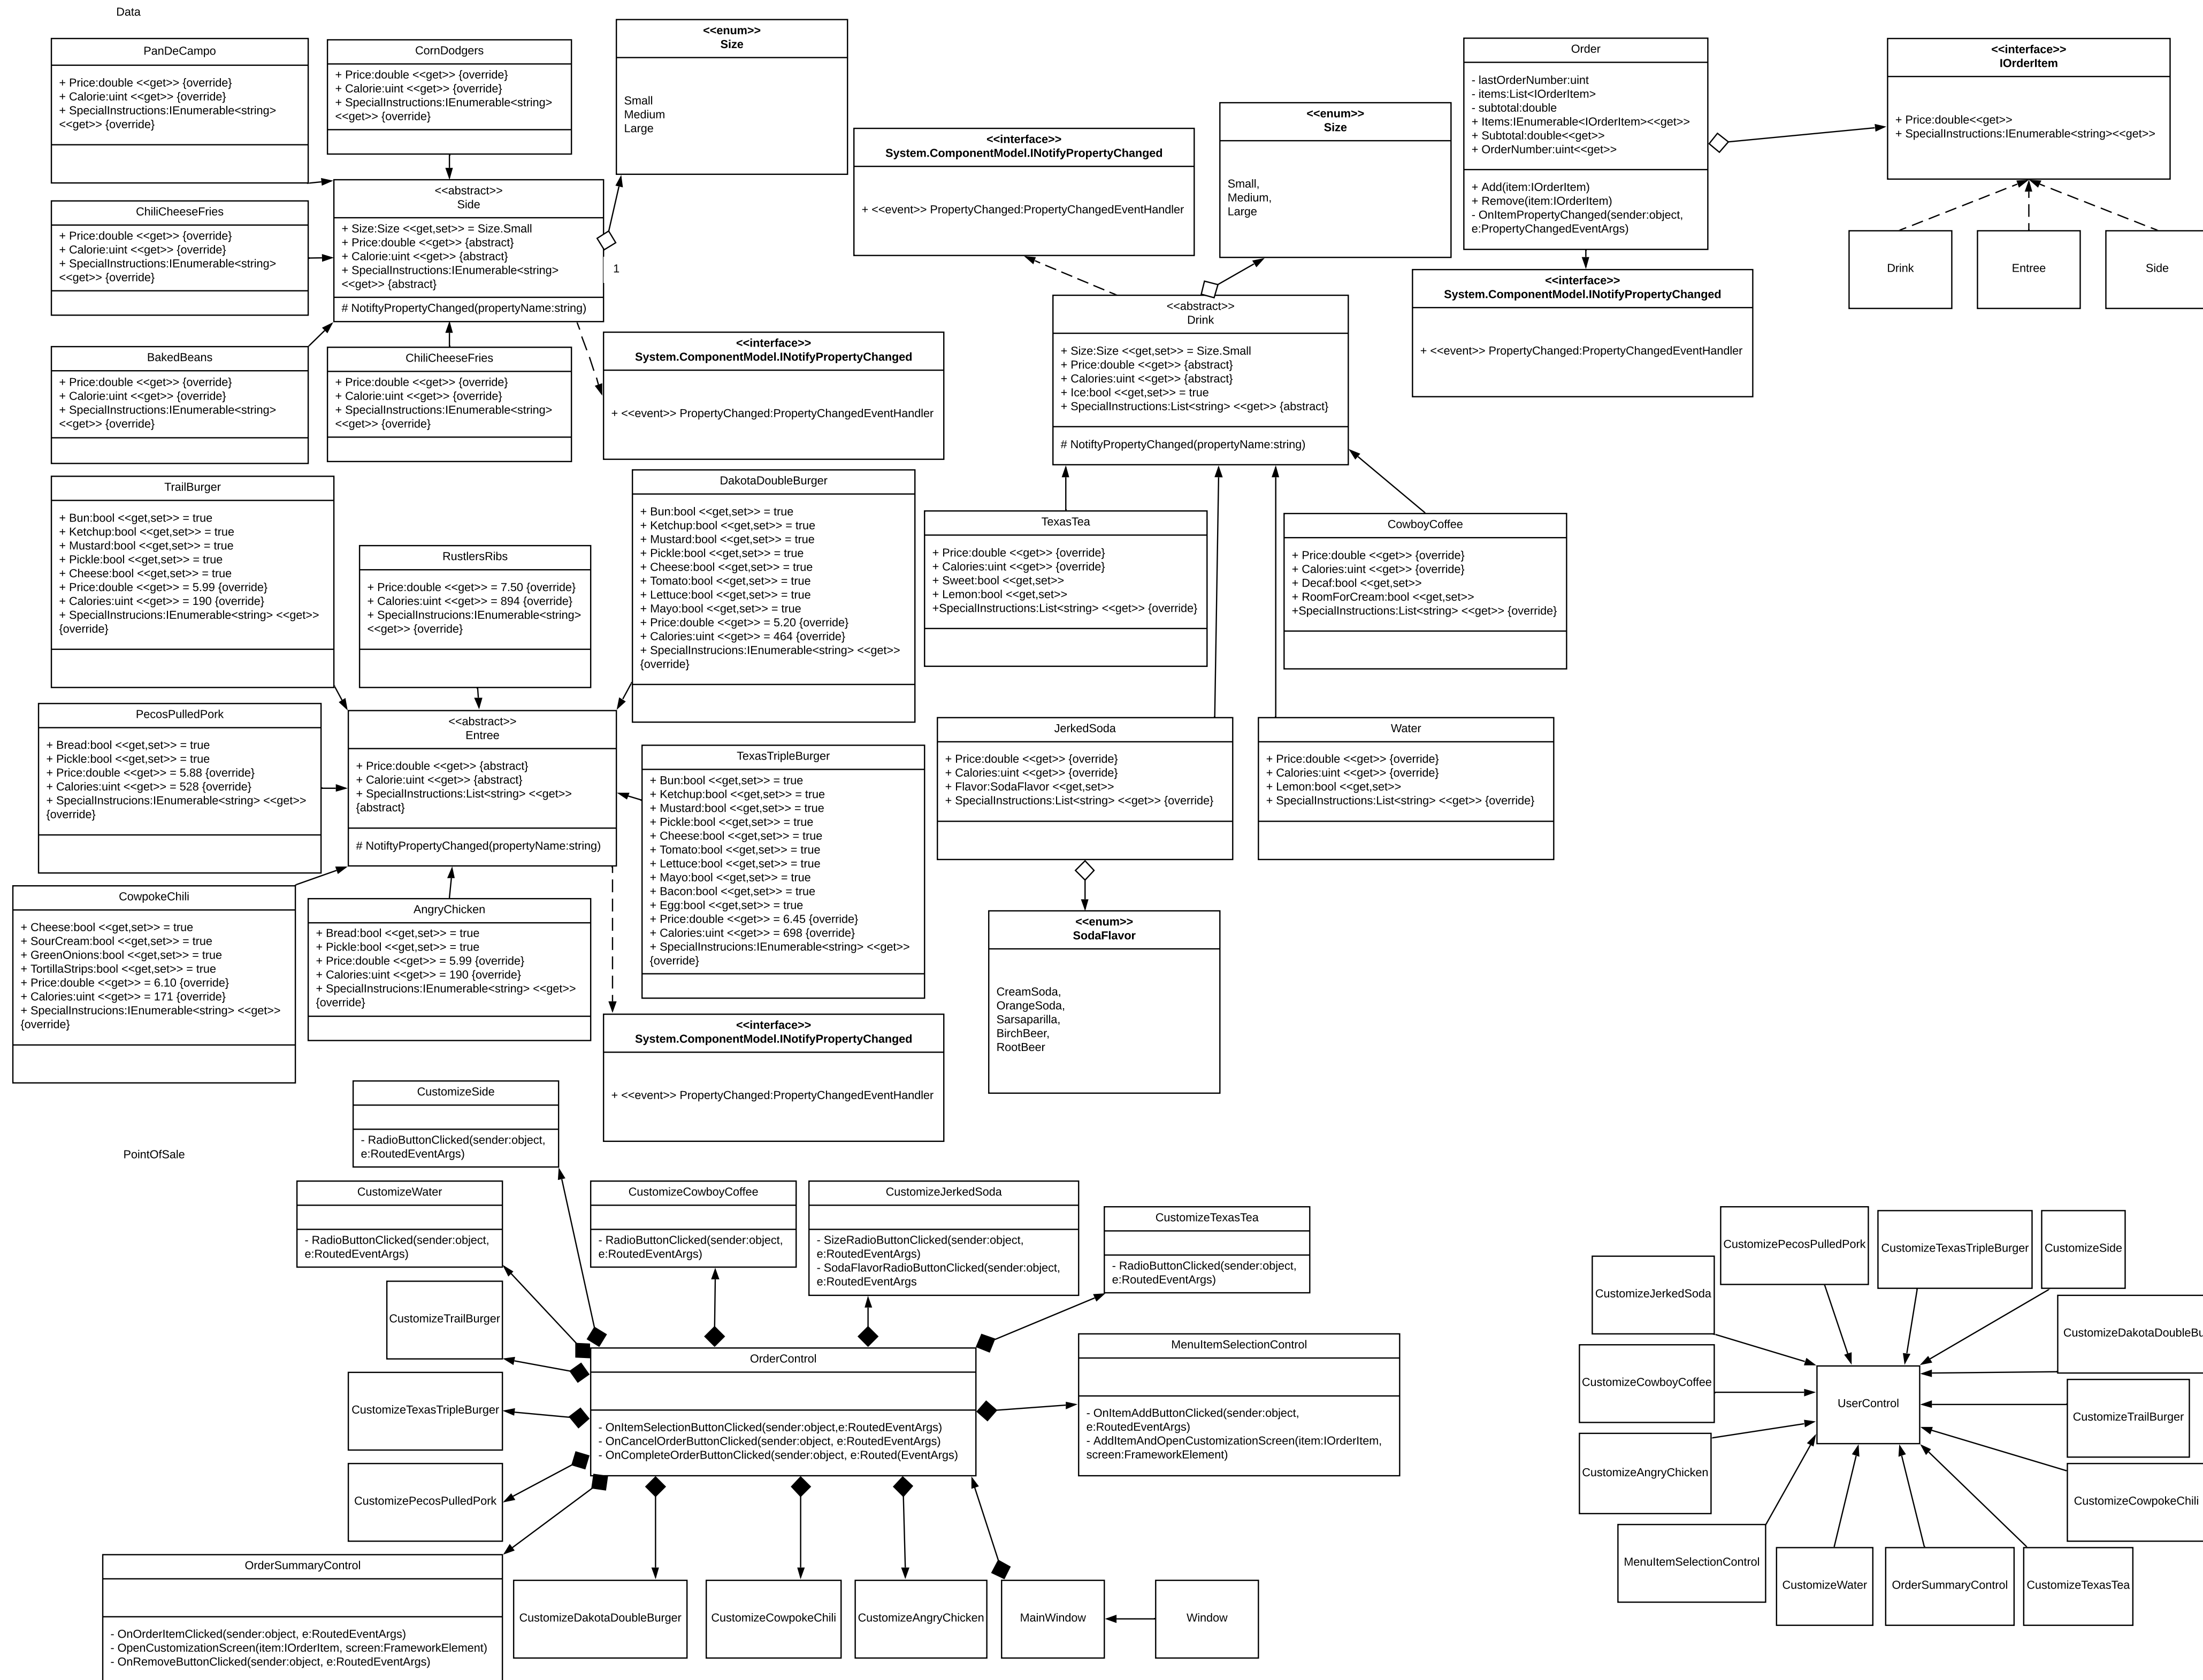 Data
PanDeCampo
+ Price:double <<get>> {override}
+ Calorie:uint <<get>> {override}
+ SpecialInstructions:IEnumerable<string>
<<get>> {override}
CornDodgers
+ Price:double <<get>> {override}
+ Calorie:uint <<get>> {override}
+ SpecialInstructions:IEnumerable<string>
<<get>> {override}
<<enum>>
Size
Small
Medium
Large
ChiliCheeseFries
+ Price:double <<get>> {override}
+ Calorie:uint <<get>> {override}
+ SpecialInstructions:IEnumerable<string>
<<get>> {override}
<<abstract>>
Side
+ Size:Size <<get,set>> = Size.Small
+ Price:double <<get>> {abstract}
+ Calorie:uint <<get>> {abstract}
+ SpecialInstructions:IEnumerable<string>
<<get>> {abstract}
# NotiftyPropertyChanged(propertyName:string)
1
BakedBeans
+ Price:double <<get>> {override}
+ Calorie:uint <<get>> {override}
+ SpecialInstructions:IEnumerable<string>
<<get>> {override}
ChiliCheeseFries
+ Price:double <<get>> {override}
+ Calorie:uint <<get>> {override}
+ SpecialInstructions:IEnumerable<string>
<<get>> {override}
<<interface>>
System.ComponentModel.INotifyPropertyChanged
+ <<event>> PropertyChanged:PropertyChangedEventHandler
<<interface>>
System.ComponentModel.INotifyPropertyChanged
+ <<event>> PropertyChanged:PropertyChangedEventHandler
<<enum>>
Size
Small,
Medium,
Large
<<abstract>>
Drink
+ Size:Size <<get,set>> = Size.Small
+ Price:double <<get>> {abstract}
+ Calories:uint <<get>> {abstract}
+ Ice:bool <<get,set>> = true
+ SpecialInstructions:List<string> <<get>> {abstract}
# NotiftyPropertyChanged(propertyName:string)
Order
- lastOrderNumber:uint
- items:List<IOrderItem>
- subtotal:double
+ Items:IEnumerable<IOrderItem><<get>>
+ Subtotal:double<<get>>
+ OrderNumber:uint<<get>>
+ Add(item:IOrderItem)
+ Remove(item:IOrderItem)
- OnItemPropertyChanged(sender:object,
e:PropertyChangedEventArgs)
<<interface>>
System.ComponentModel.INotifyPropertyChanged
+ <<event>> PropertyChanged:PropertyChangedEventHandler
<<interface>>
IOrderItem
+ Price:double<<get>>
+ SpecialInstructions:IEnumerable<string><<get>>
Drink
Entree
Side
TrailBurger
+ Bun:bool <<get,set>> = true
+ Ketchup:bool <<get,set>> = true
+ Mustard:bool <<get,set>> = true
+ Pickle:bool <<get,set>> = true
+ Cheese:bool <<get,set>> = true
+ Price:double <<get>> = 5.99 {override}
+ Calories:uint <<get>> = 190 {override}
+ SpecialInstrucions:IEnumerable<string> <<get>>
{override}
RustlersRibs
+ Price:double <<get>> = 7.50 {override}
+ Calories:uint <<get>> = 894 {override}
+ SpecialInstructions:IEnumerable<string>
<<get>> {override}
DakotaDoubleBurger
+ Bun:bool <<get,set>> = true
+ Ketchup:bool <<get,set>> = true
+ Mustard:bool <<get,set>> = true
+ Pickle:bool <<get,set>> = true
+ Cheese:bool <<get,set>> = true
+ Tomato:bool <<get,set>> = true
+ Lettuce:bool <<get,set>> = true
+ Mayo:bool <<get,set>> = true
+ Price:double <<get>> = 5.20 {override}
+ Calories:uint <<get>> = 464 {override}
+ SpecialInstrucions:IEnumerable<string> <<get>>
{override}
TexasTea
+ Price:double <<get>> {override}
+ Calories:uint <<get>> {override}
+ Sweet:bool <<get,set>>
+ Lemon:bool <<get,set>>
+SpecialInstructions:List<string> <<get>> {override}
CowboyCoffee
+ Price:double <<get>> {override}
+ Calories:uint <<get>> {override}
+ Decaf:bool <<get,set>>
+ RoomForCream:bool <<get,set>>
+SpecialInstructions:List<string> <<get>> {override}
PecosPulledPork
+ Bread:bool <<get,set>> = true
+ Pickle:bool <<get,set>> = true
+ Price:double <<get>> = 5.88 {override}
+ Calories:uint <<get>> = 528 {override}
+ SpecialInstrucions:IEnumerable<string> <<get>>
{override}
<<abstract>>
Entree
+ Price:double <<get>> {abstract}
+ Calorie:uint <<get>> {abstract}
+ SpecialInstructions:List<string> <<get>>
{abstract}
# NotiftyPropertyChanged(propertyName:string)
TexasTripleBurger
+ Bun:bool <<get,set>> = true
+ Ketchup:bool <<get,set>> = true
+ Mustard:bool <<get,set>> = true
+ Pickle:bool <<get,set>> = true
+ Cheese:bool <<get,set>> = true
+ Tomato:bool <<get,set>> = true
+ Lettuce:bool <<get,set>> = true
+ Mayo:bool <<get,set>> = true
+ Bacon:bool <<get,set>> = true
+ Egg:bool <<get,set>> = true
+ Price:double <<get>> = 6.45 {override}
+ Calories:uint <<get>> = 698 {override}
+ SpecialInstrucions:IEnumerable<string> <<get>>
{override}
JerkedSoda
+ Price:double <<get>> {override}
+ Calories:uint <<get>> {override}
+ Flavor:SodaFlavor <<get,set>>
+ SpecialInstructions:List<string> <<get>> {override}
Water
+ Price:double <<get>> {override}
+ Calories:uint <<get>> {override}
+ Lemon:bool <<get,set>>
+ SpecialInstructions:List<string> <<get>> {override}
CowpokeChili
+ Cheese:bool <<get,set>> = true
+ SourCream:bool <<get,set>> = true
+ GreenOnions:bool <<get,set>> = true
+ TortillaStrips:bool <<get,set>> = true
+ Price:double <<get>> = 6.10 {override}
+ Calories:uint <<get>> = 171 {override}
+ SpecialInstrucions:IEnumerable<string> <<get>>
{override}
AngryChicken
+ Bread:bool <<get,set>> = true
+ Pickle:bool <<get,set>> = true
+ Price:double <<get>> = 5.99 {override}
+ Calories:uint <<get>> = 190 {override}
+ SpecialInstrucions:IEnumerable<string> <<get>>
{override}
<<interface>>
System.ComponentModel.INotifyPropertyChanged
+ <<event>> PropertyChanged:PropertyChangedEventHandler
<<enum>>
SodaFlavor
CreamSoda,
OrangeSoda,
Sarsaparilla,
BirchBeer,
RootBeer
PointOfSale
CustomizeSide
- RadioButtonClicked(sender:object,
e:RoutedEventArgs)
CustomizeWater
- RadioButtonClicked(sender:object,
e:RoutedEventArgs)
CustomizeCowboyCoffee
- RadioButtonClicked(sender:object,
e:RoutedEventArgs)
CustomizeJerkedSoda
- SizeRadioButtonClicked(sender:object,
e:RoutedEventArgs)
- SodaFlavorRadioButtonClicked(sender:object,
e:RoutedEventArgs
CustomizeTexasTea
- RadioButtonClicked(sender:object,
e:RoutedEventArgs)
CustomizeTrailBurger
CustomizeTexasTripleBurger
CustomizePecosPulledPork
OrderControl
- OnItemSelectionButtonClicked(sender:object,e:RoutedEventArgs)
- OnCancelOrderButtonClicked(sender:object, e:RoutedEventArgs)
- OnCompleteOrderButtonClicked(sender:object, e:Routed(EventArgs)
MenuItemSelectionControl
- OnItemAddButtonClicked(sender:object,
e:RoutedEventArgs)
- AddItemAndOpenCustomizationScreen(item:IOrderItem,
screen:FrameworkElement)
OrderSummaryControl
- OnOrderItemClicked(sender:object, e:RoutedEventArgs)
- OpenCustomizationScreen(item:IOrderItem, screen:FrameworkElement)
- OnRemoveButtonClicked(sender:object, e:RoutedEventArgs)
CustomizeDakotaDoubleBurger
CustomizeCowpokeChili
CustomizeAngryChicken
MainWindow
Window
CustomizePecosPulledPork
CustomizeTexasTripleBurger
CustomizeSide
CustomizeJerkedSoda
CustomizeDakotaDoubleBu
CustomizeCowboyCoffee
UserControl
CustomizeTrailBurger
CustomizeAngryChicken
CustomizeCowpokeChili
MenuItemSelectionControl
CustomizeWater
OrderSummaryControl
CustomizeTexasTea